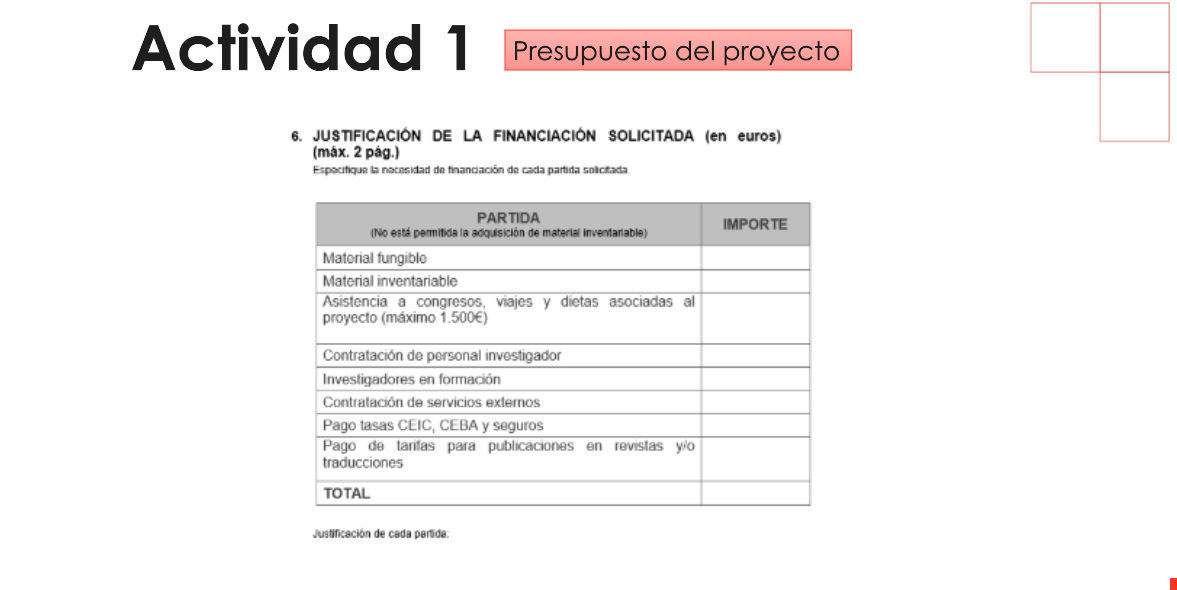 Actividad 1
Presupuesto del proyecto
6. JUSTIFICACIÓN DE LA FINANCIACIÓN SOLICITADA (en euros)
(máx. 2 pág.)
Especifique la necesidad de financiación de cada partida solicitada.
PARTIDA
(No está permitida la adquisición de material inventariable)
IMPORTE
Material fungible
Material inventariable
Asistencia a congresos, viajes y dietas asociadas al
proyecto (máximo 1.500€)
Contratación de personal investigador
Investigadores en formación
Contratación de servicios externos
Pago tasas CEIC, CEBA y seguros
Pago de tarifas para publicaciones en revistas y/o
traducciones
TOTAL
Justificación de cada partida: